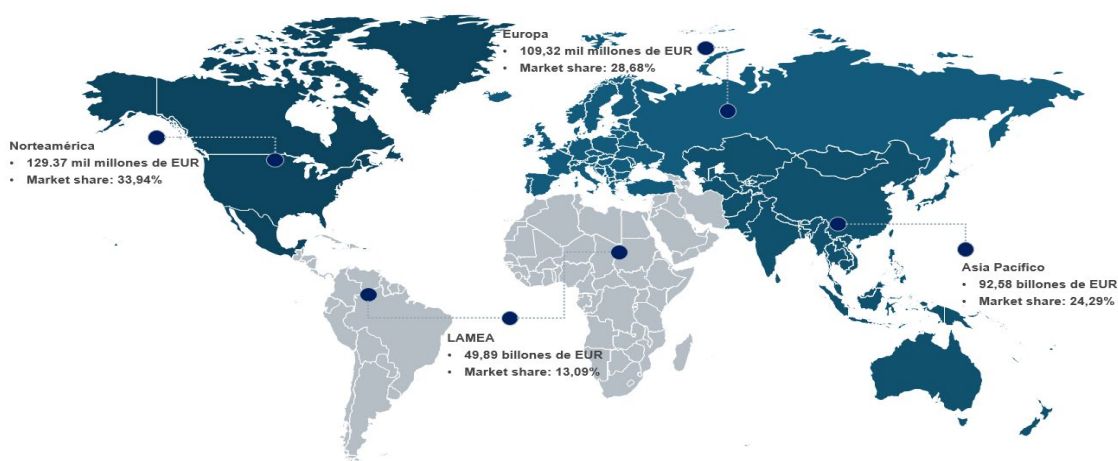 Europa
• 109,32 mil millones de EUR
• Market share: 28,68%
Norteamérica
• 129.37 mil millones de EUR
• Market share: 33,94%
Asia Pacífico
• 92,58 billones de EUR
• Market share: 24,29%
LAMEA
• 49,89 billones de EUR
• Market share: 13,09%